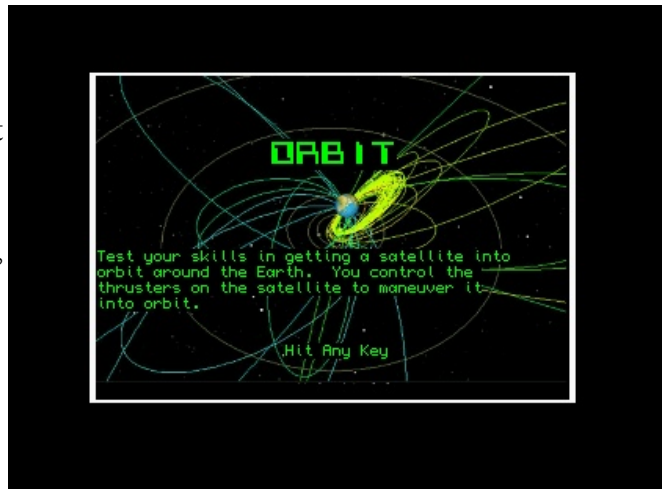 ORBIT
Test your skills in getting a satellite into
orbit around the Earth.  You control the
thrusters on the satellite to maneuver it
into orbit.
Hit Any Key